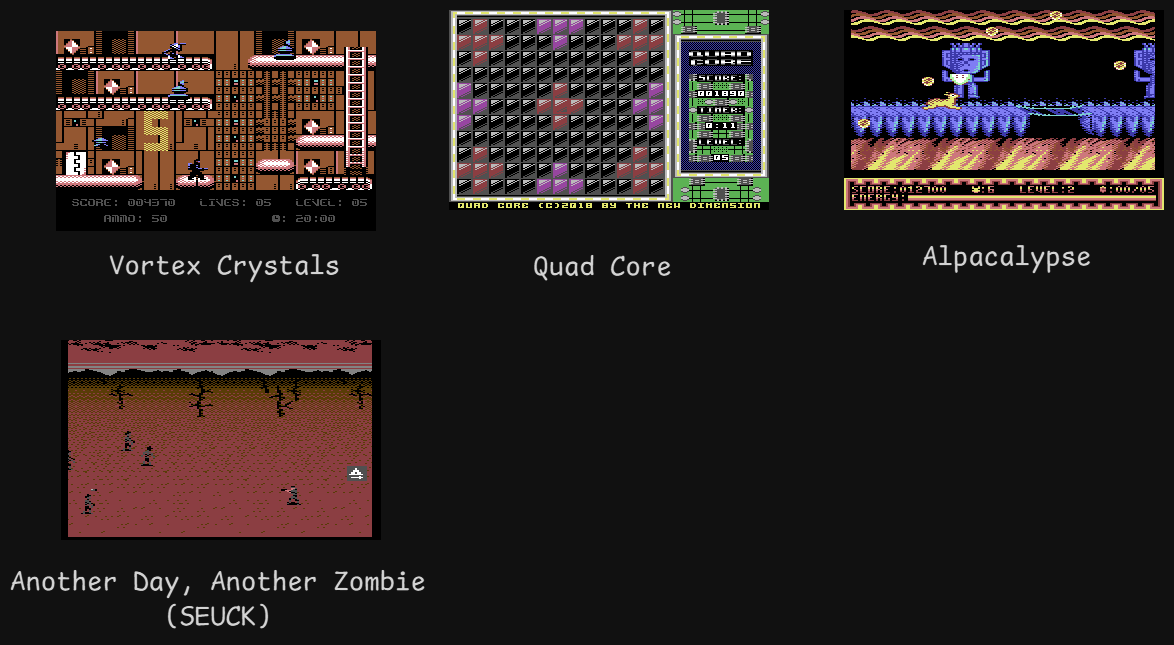 SCORE: 004370 LIVES: 05 LEVEL: 05
AMMO: 50 : 20:00
Vortex Crystals
QUAD
CORE
SCORE:
001890
TIMER:
0:11
LEVEL:
05
QUAD CORE (C)2018 BY THE NEW DIMENSION
Quad Core
SCORE:012700 :6 LEVEL:2 :00/05
ENERGY:
Alpacalypse
Another Day, Another Zombie
(SEUCK)